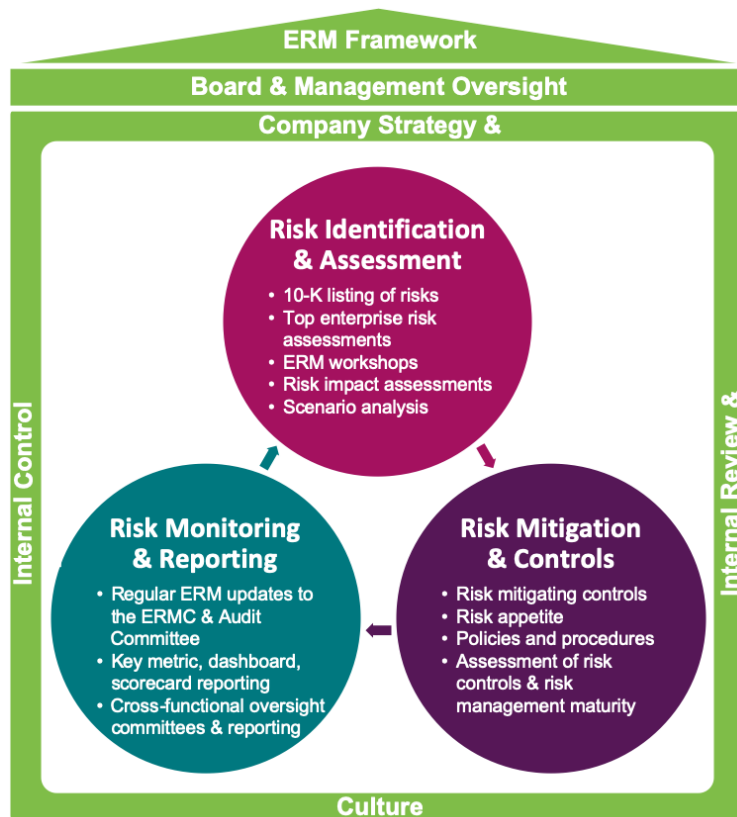 ERM Framework
Board & Management Oversight
Company Strategy &
Internal Control
Internal Review &
Risk Identification
& Assessment
• 10-K listing of risks
• Top enterprise risk
assessments
• ERM workshops
• Risk impact assessments
• Scenario analysis
Risk Monitoring
& Reporting
• Regular ERM updates to
the ERMC & Audit
Committee
• Key metric, dashboard,
scorecard reporting
• Cross-functional oversight
committees & reporting
Risk Mitigation
& Controls
• Risk mitigating controls
• Risk appetite
• Policies and procedures
• Assessment of risk
controls & risk
management maturity
Culture